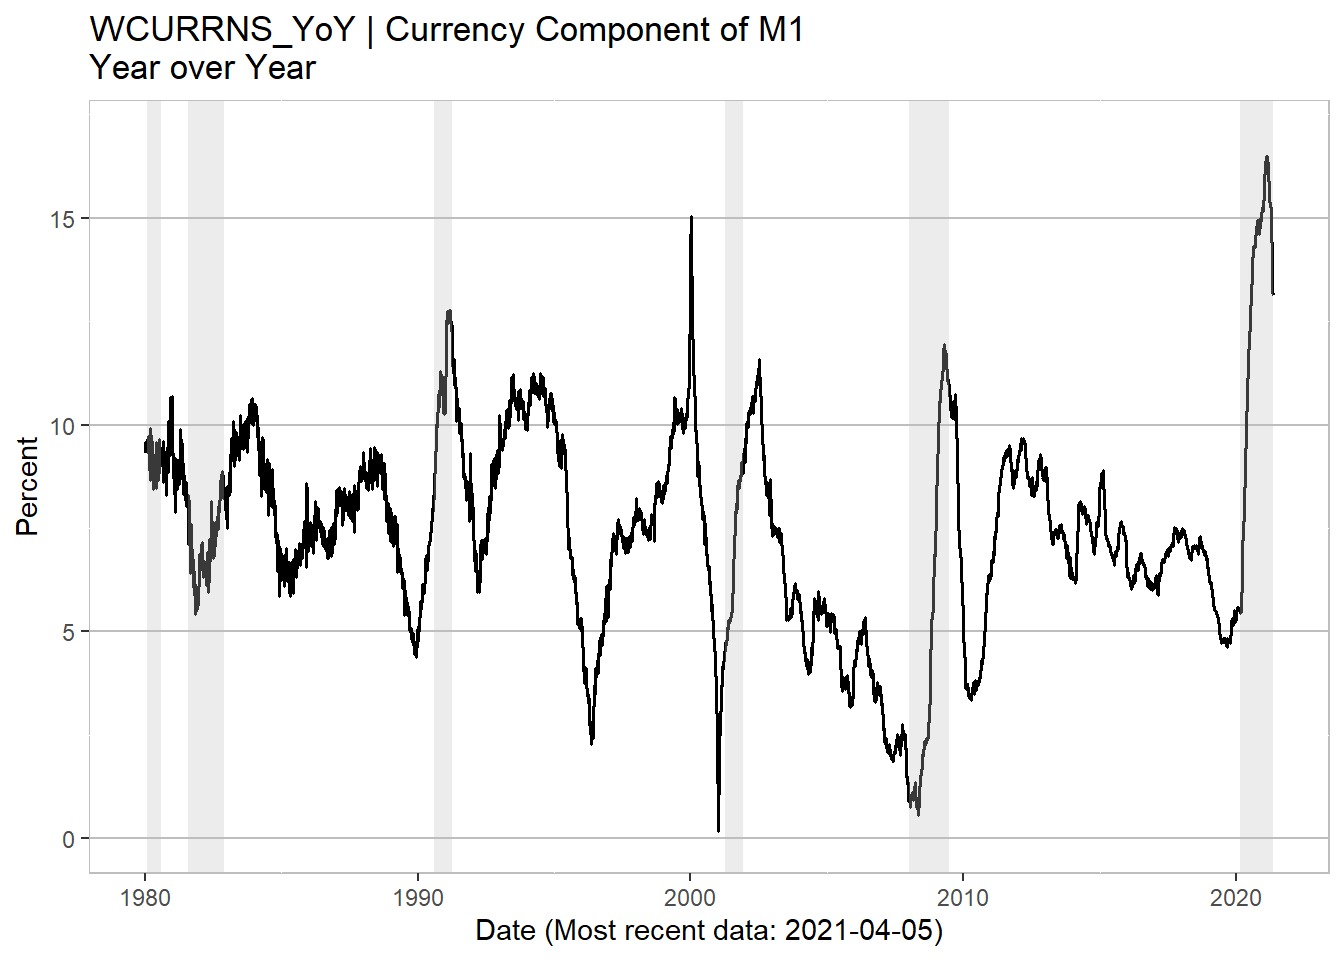 WCURRNS_YoY | Currency Component of M1
Year over Year
Percent
15
10
5
0
1980
1990
2000
2010
2020
Date (Most recent data: 2021-04-05)